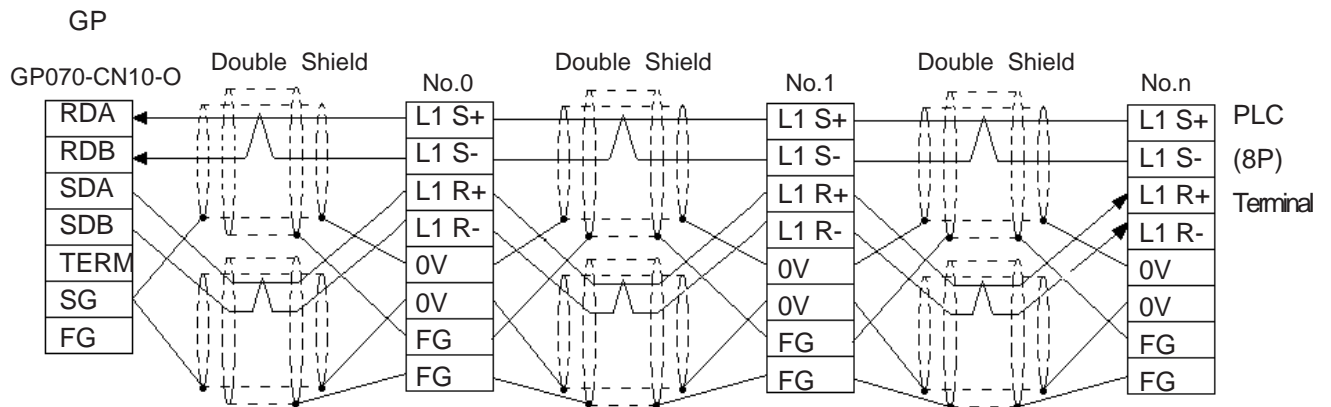 GP
GP070-CN10-O
RDA
RDB
SDA
SDB
TERM
SG
FG
Double Shield
No.0
L1 S+
L1 S-
L1 R+
L1 R-
0V
0V
FG
FG
Double Shield
No.1
L1 S+
L1 S-
L1 R+
L1 R-
0V
0V
FG
FG
Double Shield
No.n
L1 S+
L1 S-
L1 R+
L1 R-
0V
0V
FG
FG
PLC
(8P)
Terminal